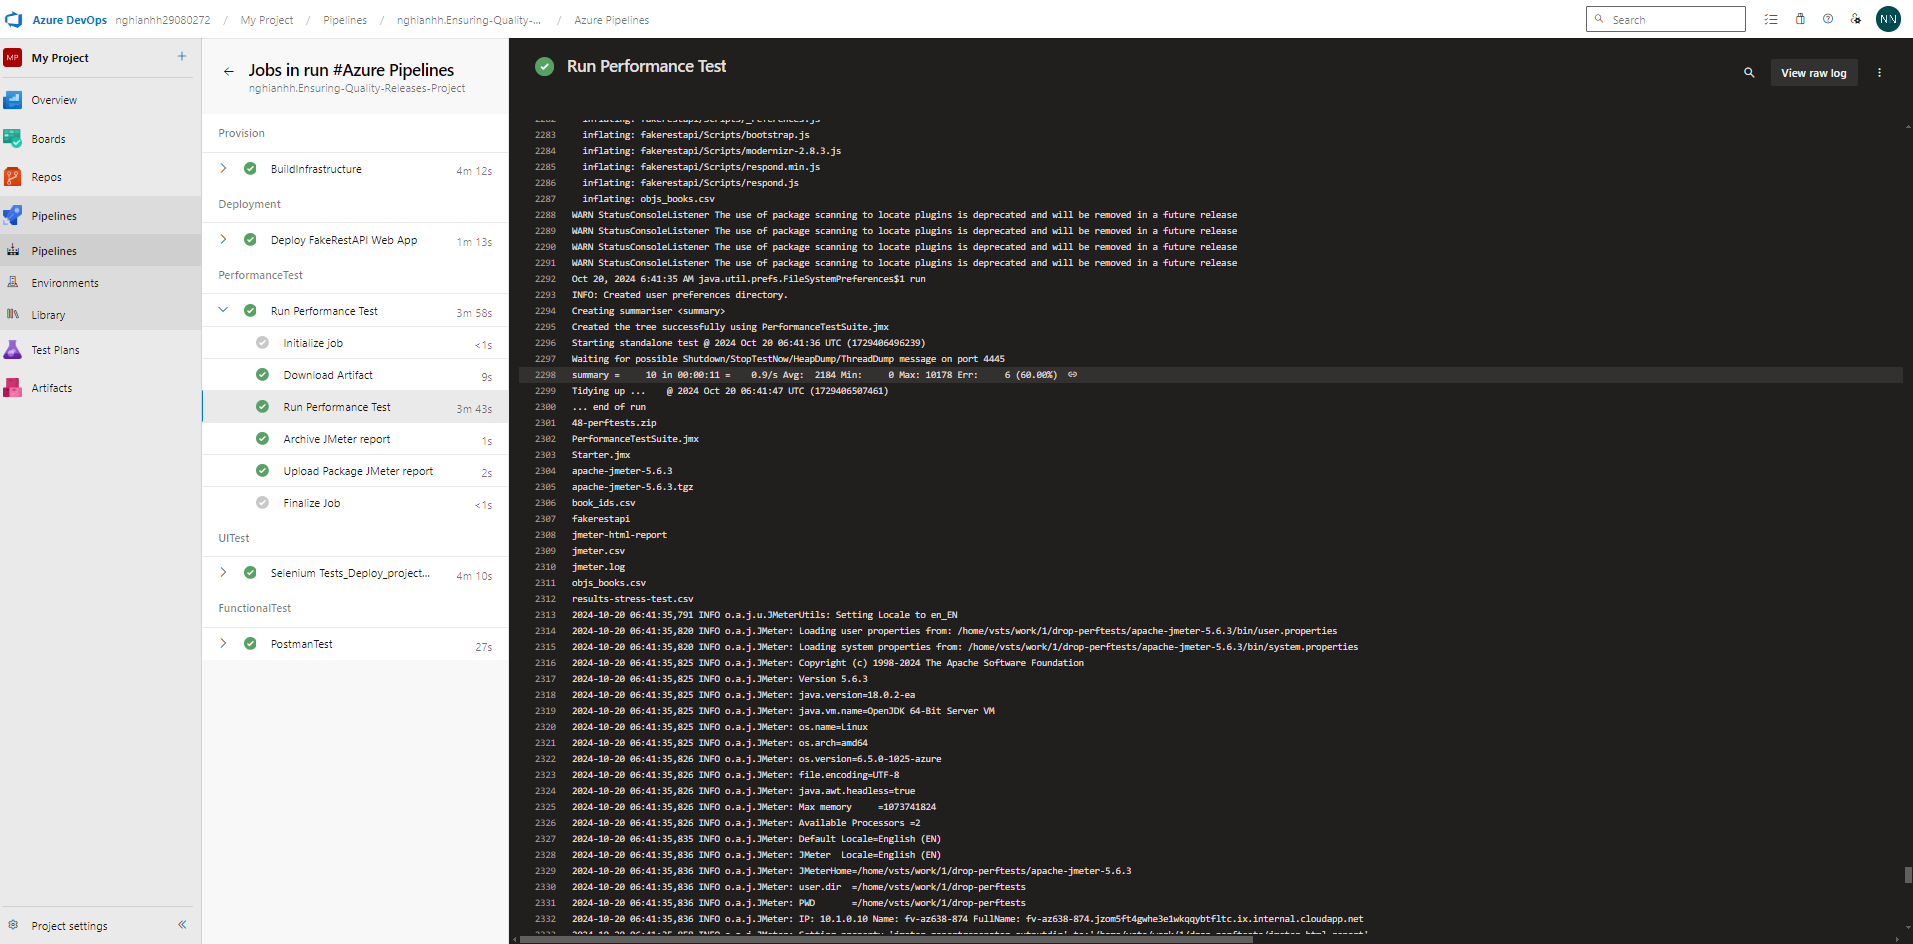 Azure DevOps nghianhh29080272 / My Project / Pipelines / nghianhh.Ensuring-Quality-... / Azure Pipelines
Search
NN
MP My Project
Overview
Boards
Repos
Pipelines
Pipelines
Environments
Library
Test Plans
Artifacts
Project settings
Jobs in run #Azure Pipelines
nghianhh.Ensuring-Quality-Releases-Project
Provision
BuildInfrastructure 4m 12s
Deployment
Deploy FakeRestAPI Web App 1m 13s
PerformanceTest
Run Performance Test 3m 58s
Initialize job <1s
Download Artifact 9s
Run Performance Test 3m 43s
Archive JMeter report 1s
Upload Package JMeter report 2s
Finalize Job <1s
UITest
Selenium Tests_Deploy_project... 4m 10s
FunctionalTest
PostmanTest 27s
Run Performance Test
View raw log
2282 inflating: fakerestapi/Scripts/_references.js
2283 inflating: fakerestapi/Scripts/bootstrap.js
2284 inflating: fakerestapi/Scripts/modernizr-2.8.3.js
2285 inflating: fakerestapi/Scripts/respond.min.js
2286 inflating: fakerestapi/Scripts/respond.js
2287 inflating: objs_books.csv
2288 WARN StatusConsoleListener The use of package scanning to locate plugins is deprecated and will be removed in a future release
2289 WARN StatusConsoleListener The use of package scanning to locate plugins is deprecated and will be removed in a future release
2290 WARN StatusConsoleListener The use of package scanning to locate plugins is deprecated and will be removed in a future release
2291 WARN StatusConsoleListener The use of package scanning to locate plugins is deprecated and will be removed in a future release
2292 Oct 20, 2024 6:41:35 AM java.util.prefs.FileSystemPreferences$1 run
2293 INFO: Created user preferences directory.
2294 Creating summariser <summary>
2295 Created the tree successfully using PerformanceTestSuite.jmx
2296 Starting standalone test @ 2024 Oct 20 06:41:36 UTC (1729406496239)
2297 Waiting for possible Shutdown/StopTestNow/HeapDump/ThreadDump message on port 4445
2298 summary = 10 in 00:00:11 = 0.9/s Avg: 2184 Min: 0 Max: 10178 Err: 6 (60.00%)
2299 Tidying up ... @ 2024 Oct 20 06:41:47 UTC (1729406507461)
2300 ... end of run
2301 48-perftests.zip
2302 PerformanceTestSuite.jmx
2303 Starter.jmx
2304 apache-jmeter-5.6.3
2305 apache-jmeter-5.6.3.tgz
2306 book_ids.csv
2307 fakerestapi
2308 jmeter-html-report
2309 jmeter.csv
2310 jmeter.log
2311 objs_books.csv
2312 results-stress-test.csv
2313 2024-10-20 06:41:35,791 INFO o.a.j.u.JMeterUtils: Setting Locale to en_EN
2314 2024-10-20 06:41:35,820 INFO o.a.j.JMeter: Loading user properties from: /home/vsts/work/1/drop-perftests/apache-jmeter-5.6.3/bin/user.properties
2315 2024-10-20 06:41:35,820 INFO o.a.j.JMeter: Loading system properties from: /home/vsts/work/1/drop-perftests/apache-jmeter-5.6.3/bin/system.properties
2316 2024-10-20 06:41:35,825 INFO o.a.j.JMeter: Copyright (c) 1998-2024 The Apache Software Foundation
2317 2024-10-20 06:41:35,825 INFO o.a.j.JMeter: Version 5.6.3
2318 2024-10-20 06:41:35,825 INFO o.a.j.JMeter: java.version=18.0.2-ea
2319 2024-10-20 06:41:35,825 INFO o.a.j.JMeter: java.vm.name=OpenJDK 64-Bit Server VM
2320 2024-10-20 06:41:35,825 INFO o.a.j.JMeter: os.name=Linux
2321 2024-10-20 06:41:35,825 INFO o.a.j.JMeter: os.arch=amd64
2322 2024-10-20 06:41:35,826 INFO o.a.j.JMeter: os.version=6.5.0-1025-azure
2323 2024-10-20 06:41:35,826 INFO o.a.j.JMeter: file.encoding=UTF-8
2324 2024-10-20 06:41:35,826 INFO o.a.j.JMeter: java.awt.headless=true
2325 2024-10-20 06:41:35,826 INFO o.a.j.JMeter: Max memory =1073741824
2326 2024-10-20 06:41:35,826 INFO o.a.j.JMeter: Available Processors =2
2327 2024-10-20 06:41:35,835 INFO o.a.j.JMeter: Default Locale=English (EN)
2328 2024-10-20 06:41:35,836 INFO o.a.j.JMeter: JMeter Locale=English (EN)
2329 2024-10-20 06:41:35,836 INFO o.a.j.JMeter: JMeterHome=/home/vsts/work/1/drop-perftests/apache-jmeter-5.6.3
2330 2024-10-20 06:41:35,836 INFO o.a.j.JMeter: user.dir =/home/vsts/work/1/drop-perftests
2331 2024-10-20 06:41:35,836 INFO o.a.j.JMeter: PWD =/home/vsts/work/1/drop-perftests
2332 2024-10-20 06:41:35,836 INFO o.a.j.JMeter: IP: 10.1.0.10 Name: fv-az638-874 FullName: fv-az638-874.jzom5ft4gwhe3e1wkqqybtfltc.ix.internal.cloudapp.net